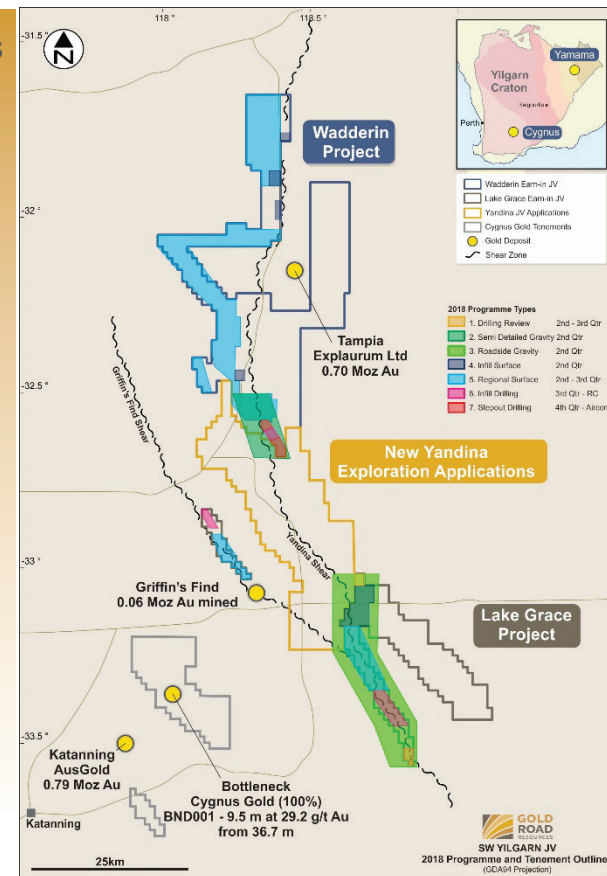 s
118°
118.5°
-31.5°
-32°
-32.5°
-33°
-33.5°
N
Yamama
Yilgarn
Craton
Kalgoorlie
Perth
Cygnus
Wadderin
Project
Wadderin Earn-in JV
Lake Grace Earn-in JV
Yandina JV Applications
Cygnus Gold Tenements
Gold Deposit
Shear Zone
2018 Programme Types
1. Drilling Review 2nd - 3rd Qtr
2. Semi Detailed Gravity 2nd Qtr
3. Roadside Gravity 2nd Qtr
4. Infill Surface 2nd Qtr
5. Regional Surface 2nd - 3rd Qtr
6. Infill Drilling 3rd Qtr - RC
7. Stepout Drilling 4th Qtr - Aircore
Tampia
Explaurum Ltd
0.70 Moz Au
Griffin's Find Shear
New Yandina
Exploration Applications
Yandina Shear
Griffin's Find
0.06 Moz Au mined
Lake Grace
Project
Katanning
AusGold
0.79 Moz Au
Bottleneck
Cygnus Gold (100%)
BND001 - 9.5 m at 29.2 g/t Au
from 36.7 m
Katanning
25km
GOLD
ROAD
RESOURCES
SW YILGARN JV
2018 Programme and Tenement Outline
(GDA94 Projection)